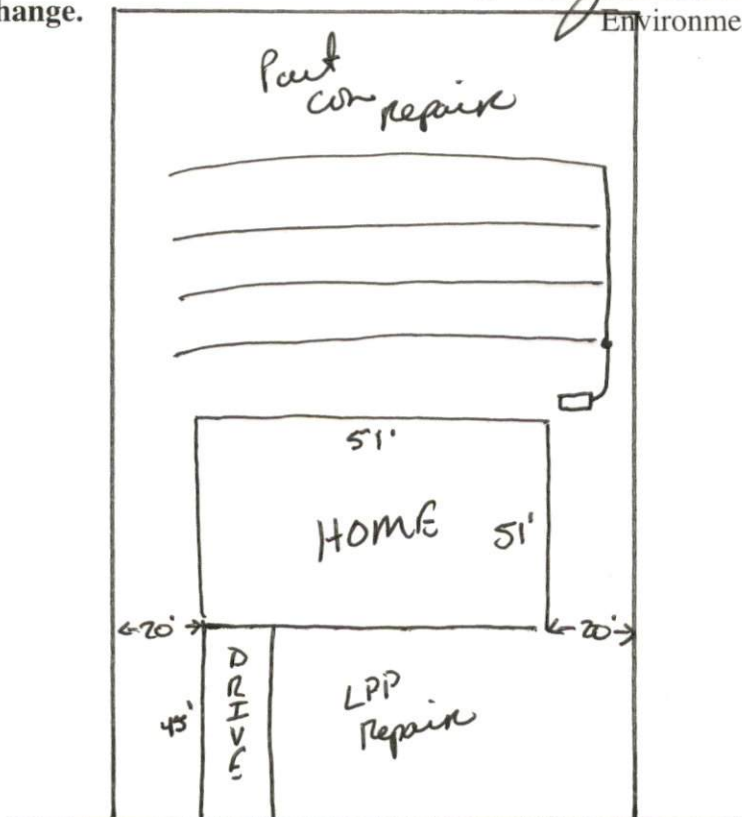 hange.
Environme
Part
con repair
51'
HOME 51'
20' 20'
DRIVE
45'
LPP
Repair